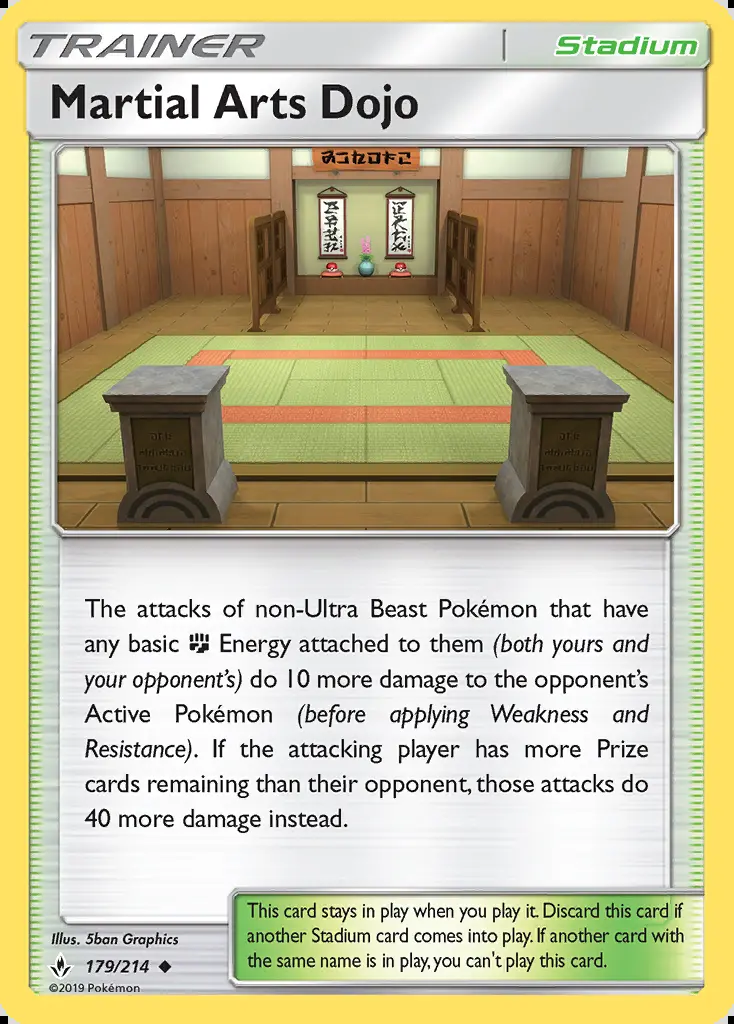 TRAINER
Stadium
Martial Arts Dojo
The attacks of non-Ultra Beast Pokémon that have
any basic Energy attached to them (both yours and
your opponent's) do 10 more damage to the opponent's
Active Pokémon (before applying Weakness and
Resistance). If the attacking player has more Prize
cards remaining than their opponent, those attacks do
40 more damage instead.
This card stays in play when you play it. Discard this card if
another Stadium card comes into play. If another card with
the same name is in play, you can't play this card.
Illus. 5ban Graphics
179/214
©2019 Pokémon